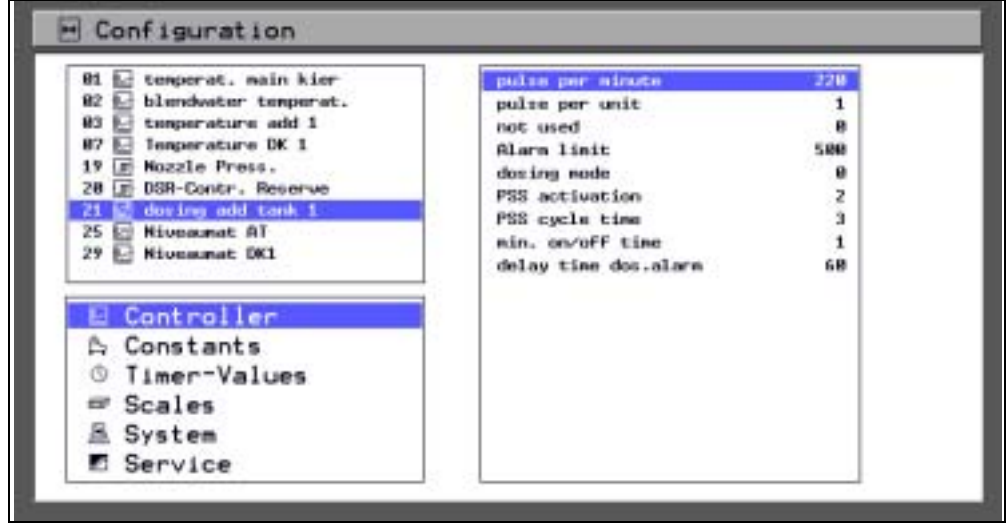 Configuration
01 temperat. main kier
02 blendwater temperat.
03 temperature add 1
07 Temperature DK 1
19 Nozzle Press.
20 DSR-Contr. Reserve
21 dosing add tank 1
25 Niveaumat AT
29 Niveaumat DK1
Controller
Constants
Timer-Values
Scales
System
Service
pulse per minute 220
pulse per unit 1
not used 0
Alarm limit 500
dosing mode 0
PSS activation 2
PSS cycle time 3
min. on/off time 1
delay time dos.alarm 60